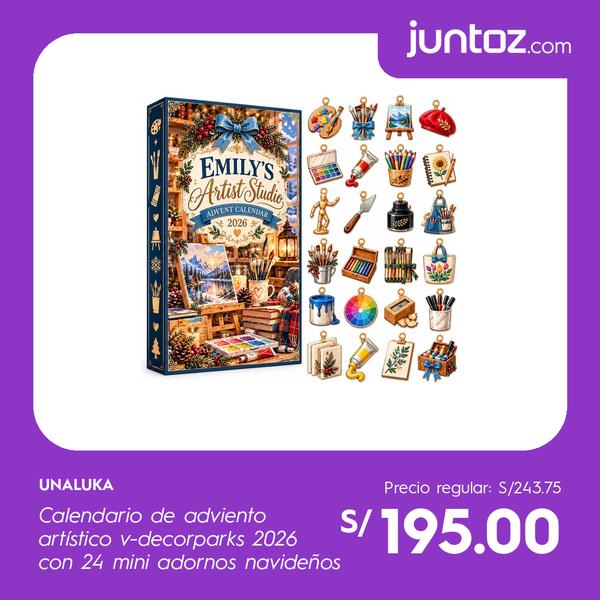 juntoz.com
EMILY'S
Artist Studio
ADVENT CALENDAR
2026
UNALUKA
Calendario de adviento
artístico v-decorparks 2026
con 24 mini adornos navideños
Precio regular: S/243.75
S/195.00